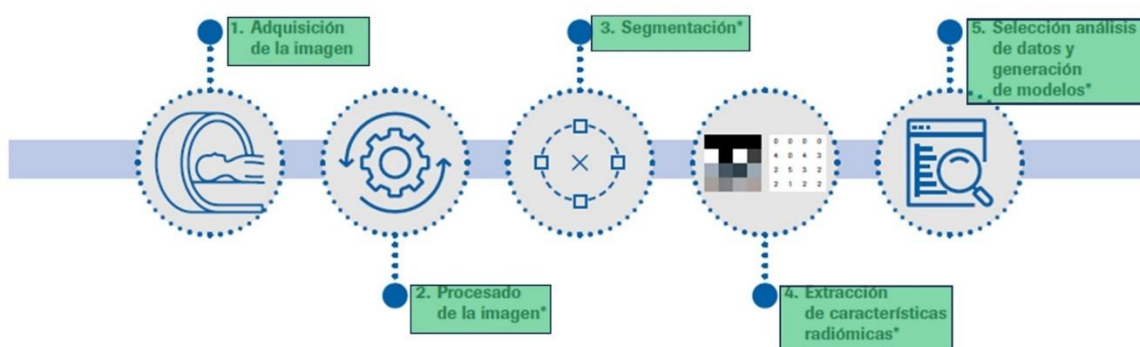 1. Adquisición
de la imagen
2. Procesado
de la imagen*
3. Segmentación*
0 0 0 0
4 0 4 3
2 5 3 2
2 1 2 2
4. Extracción
de características
radiómicas*
5. Selección análisis
de datos y
generación
de modelos*